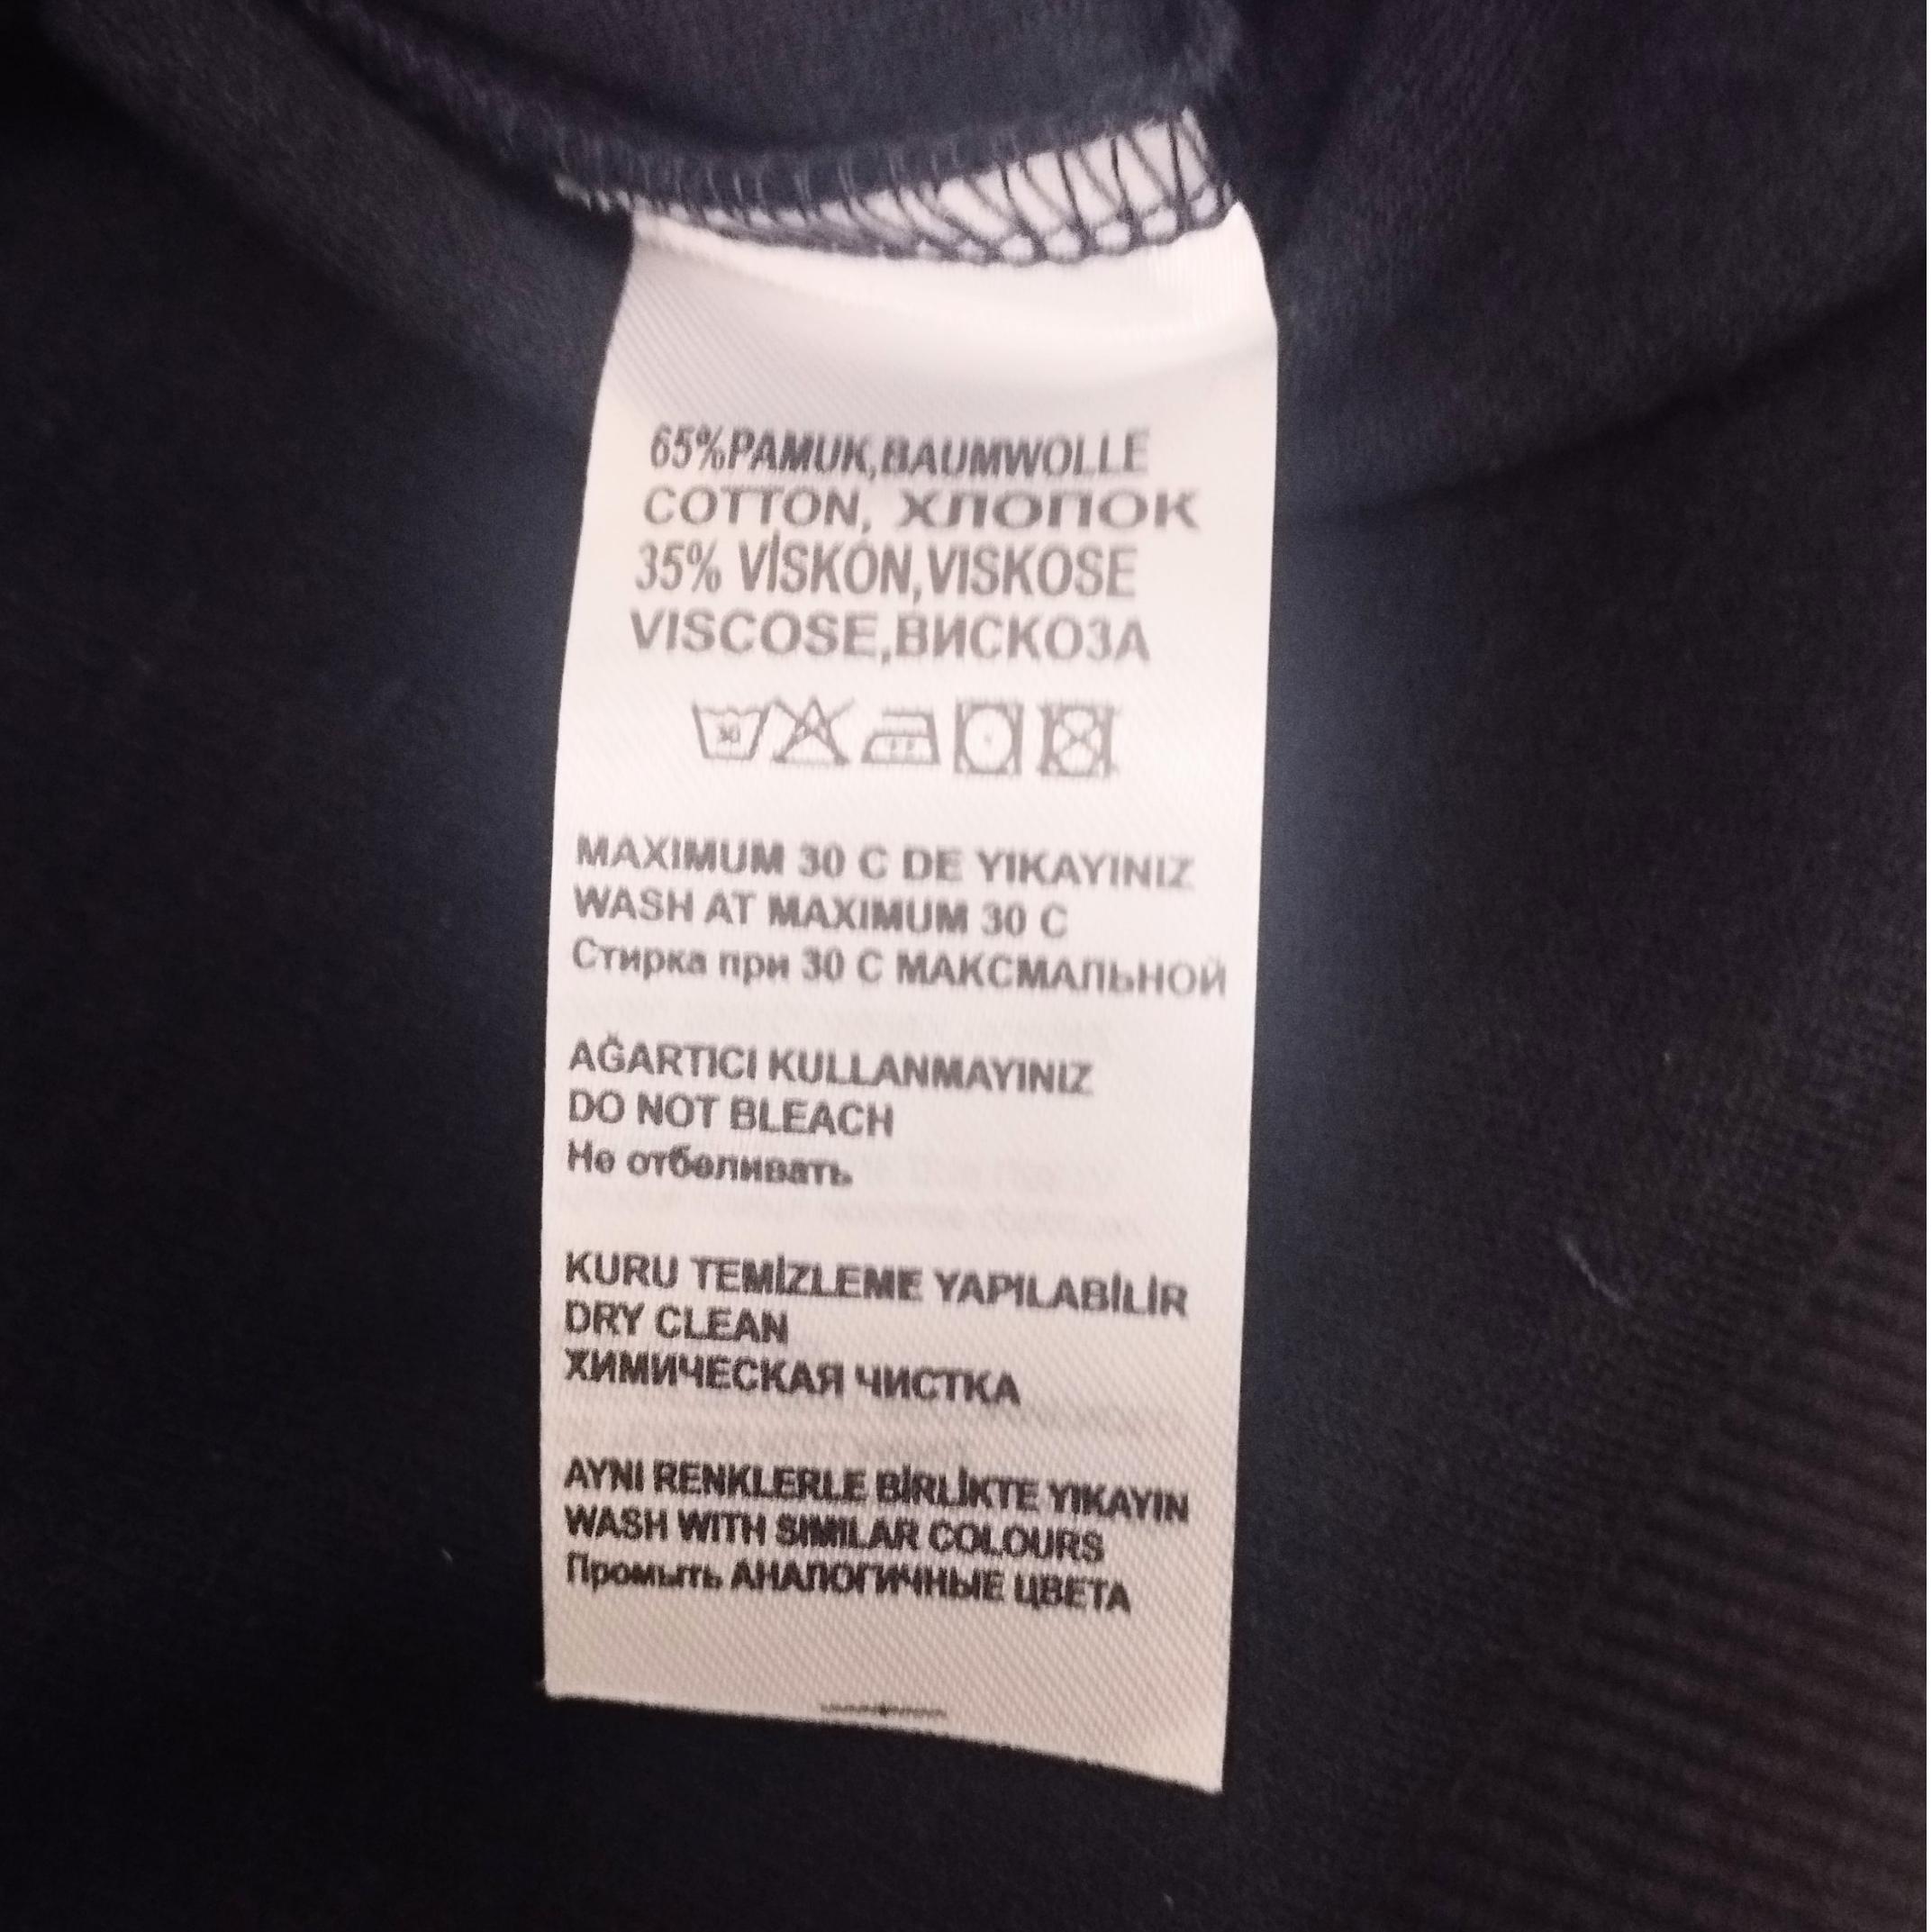 65%PAMUK,BAUMWOLLE
COTTON, ХЛОПОК
35% VİSKON,VISKOSE
VISCOSE,ВИСКОЗА
30
MAXIMUM 30 C DE YIKAYINIZ
WASH AT MAXIMUM 30 C
Стирка при 30 С МАКСМАЛЬНОЙ
AĞARTICI KULLANMAYINIZ
DO NOT BLEACH
Не отбеливать
KURU TEMİZLEME YAPILABİLİR
DRY CLEAN
ХИМИЧЕСКАЯ ЧИСТКА
AYNI RENKLERLE BİRLİKTE YIKAYIN
WASH WITH SIMILAR COLOURS
Промыть АНАЛОГИЧНЫЕ ЦВЕТА